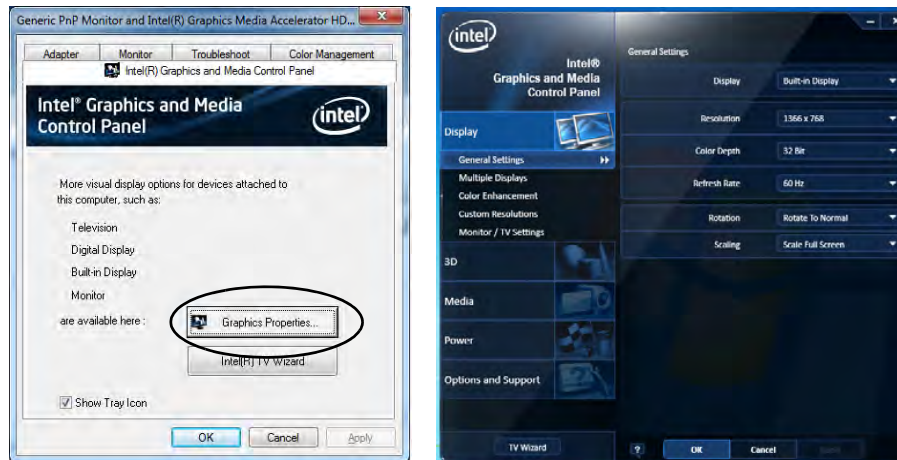 Generic PnP Monitor and Intel(R) Graphics Media Accelerator HD...
Adapter Monitor Troubleshoot Color Management
Intel(R) Graphics and Media Control Panel
Intel® Graphics and Media
Control Panel
(intel)
More visual display options for devices attached to
this computer, such as:
Television
Digital Display
Built-in Display
Monitor
are available here :
Graphics Properties...
Intel(R) TV Wizard
Show Tray Icon
OK Cancel Apply
(intel)
Intel®
Graphics and Media
Control Panel
Display
General Settings
Multiple Displays
Color Enhancement
Custom Resolutions
Monitor / TV Settings
3D
Media
Power
Options and Support
TV Wizard
General Settings
Display Built-in Display
Resolution 1366 x 768
Color Depth 32 Bit
Refresh Rate 60 Hz
Rotation Rotate To Normal
Scaling Scale Full Screen
? OK Cancel